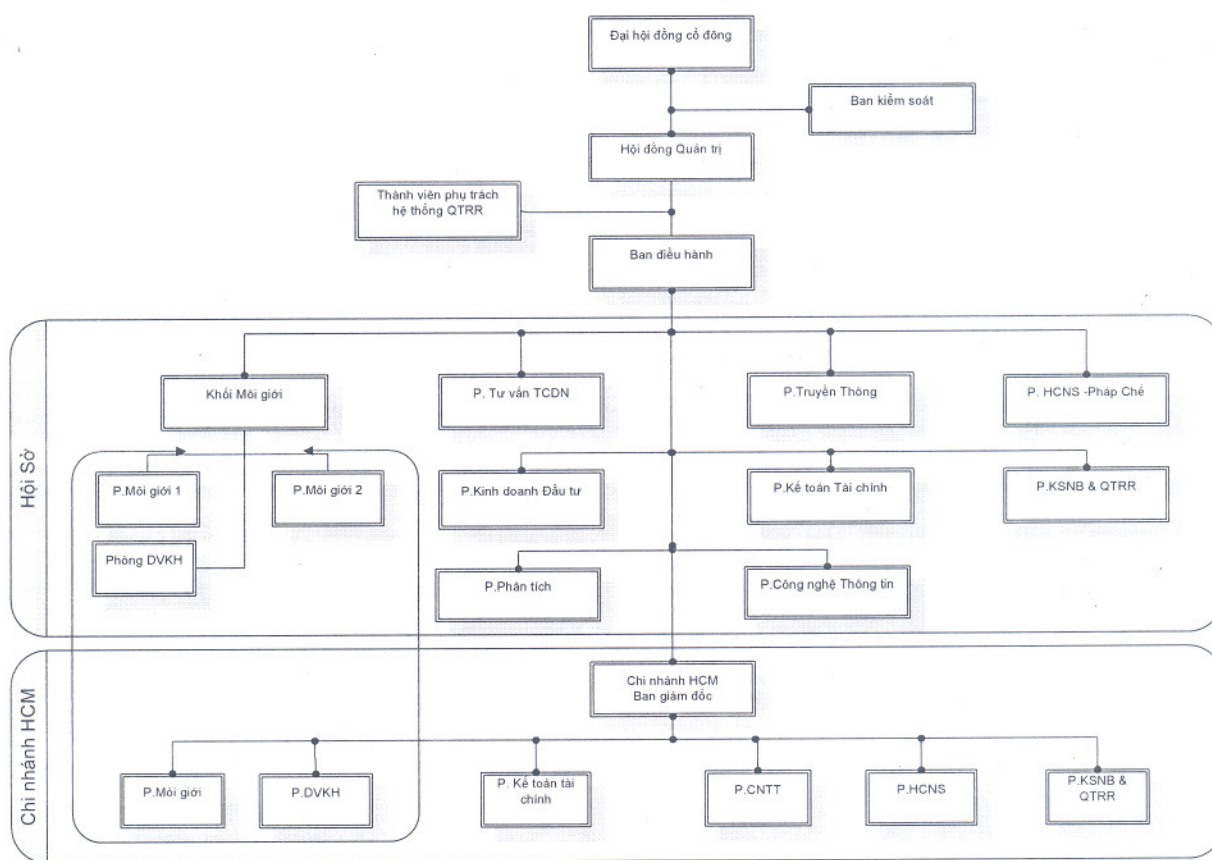 Đại hội đồng cổ đông
Ban kiểm soát
Hội đồng Quản trị
Thành viên phụ trách
hệ thống QTRR
Ban điều hành
Hội Sở
Khối Môi giới
P. Tư vấn TCDN
P.Truyền Thông
P. HCNS -Pháp Chế
P.Môi giới 1
P.Môi giới 2
P.Kinh doanh Đầu tư
P.Kế toán Tài chính
P.KSNB & QTRR
Phòng DVKH
P.Phân tích
P.Công nghệ Thông tin
Chi nhánh HCM
Chi nhánh HCM
Ban giám đốc
P.Môi giới
P.DVKH
P. Kế toán tài
chính
P.CNTT
P.HCNS
P.KSNB &
QTRR